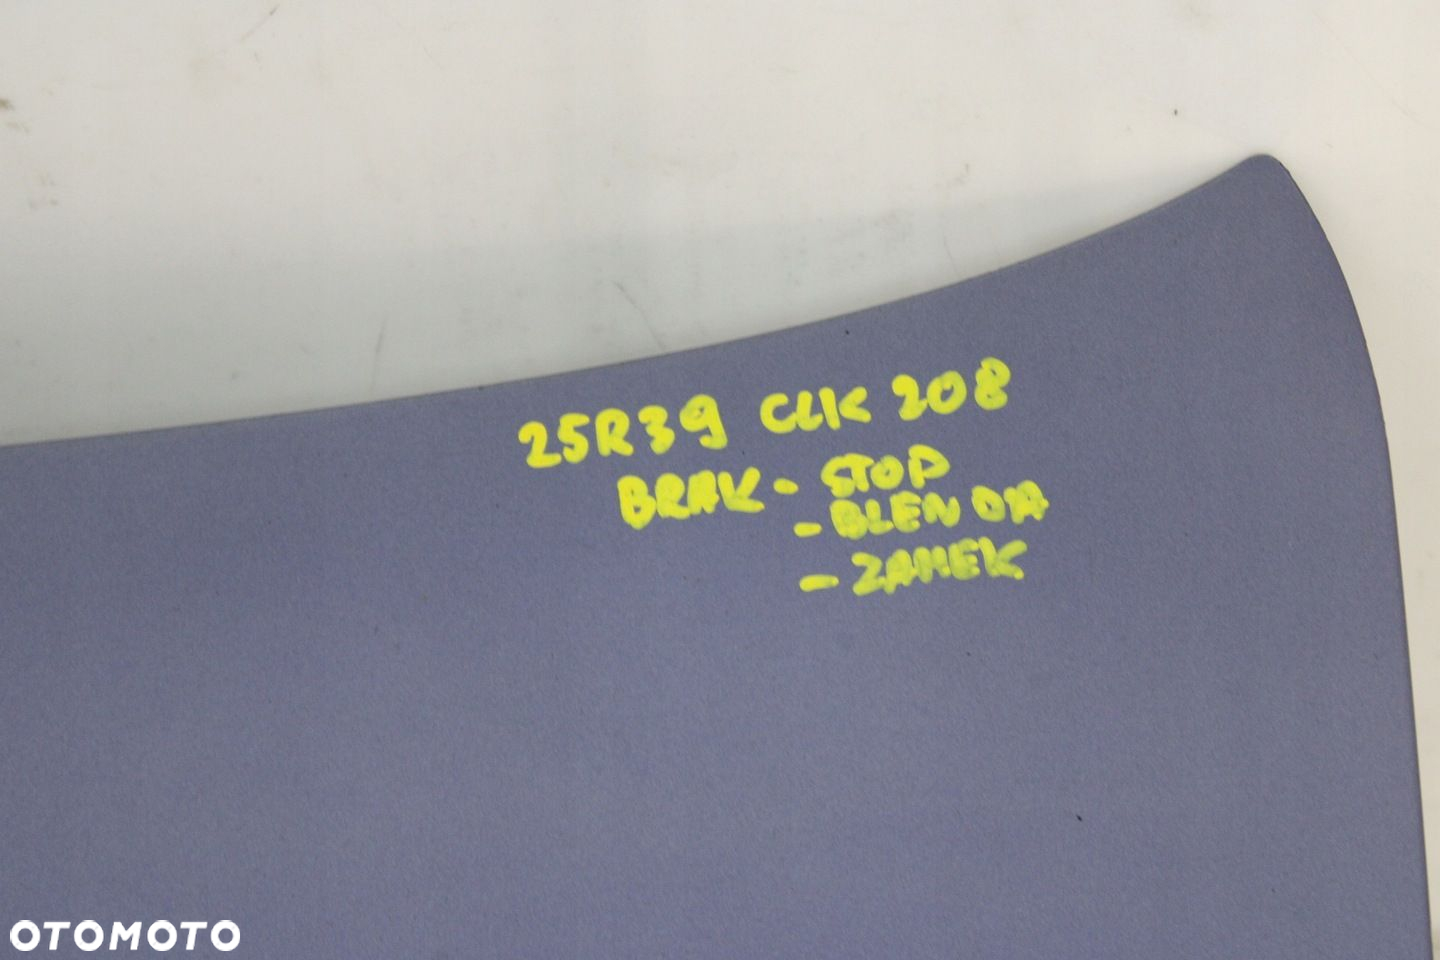 25R39 CLK 208
BRAK - STOP
- BLENDA
- ZAMEK
OTOMOTO